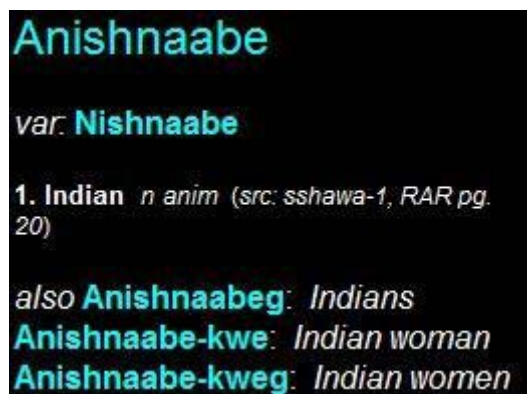 Anishnaabe
var: Nishnaabe
1. Indian n anim (src: sshawa-1, RAR pg.
20)
also Anishnaabeg: Indians
Anishnaabe-kwe: Indian woman
Anishnaabe-kweg: Indian women